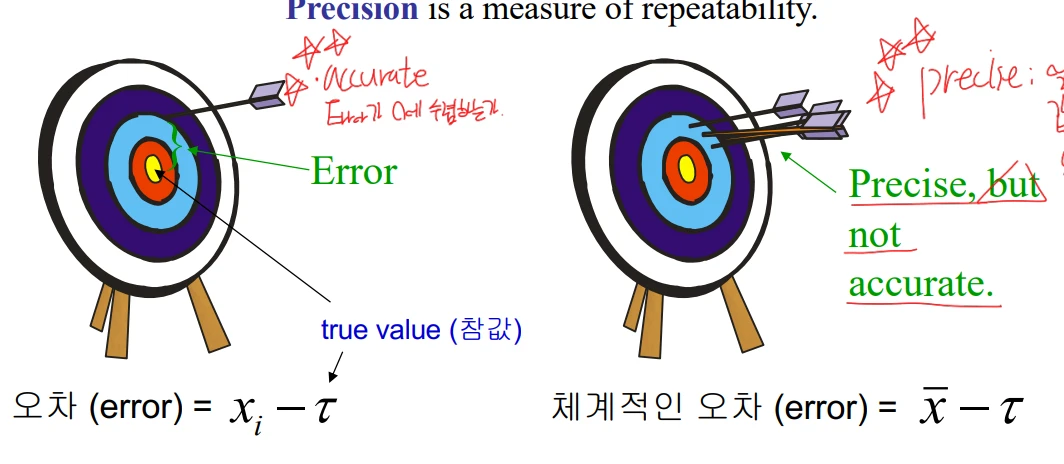 Precision is a measure of repeatability.
accurate
Error가 0에 수렴하는가.
precise:
Error
Precise, but
not
accurate.
true value (참값)
오차 (error) = xᵢ − τ
체계적인 오차 (error) = x̄ − τ